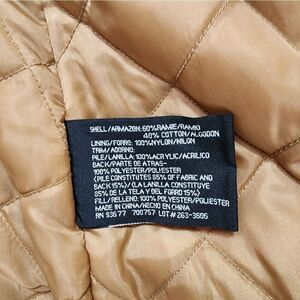 SHELL/ARMAZON: 60% RAMIE/RAMIO
40% COTTON/ALGODON
LINING/FORRO: 100% NYLON/NILON
TRIM/ADORNO:
PILE/LANILLA: 100% ACRYLIC/ACRILICO
BACK/PARTE DE ATRAS-
100% POLYESTER/POLIESTER
(PILE CONSTITUTES 85% OF FABRIC AND
BACK 15%)/(LA LANILLA CONSTITUVE
85% DE LA TELA Y DEL 15%)
FILL/RELLENO: 100% POLYESTER/POLIESTER
MADE IN CHINA/HECHO EN CHINA
RN 93677 700757 LOT# 263-3606